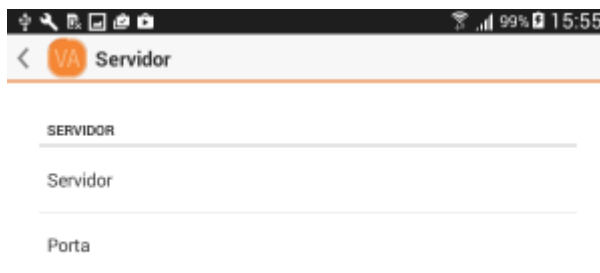 99% 15:55
VA Servidor
SERVIDOR
Servidor
Porta